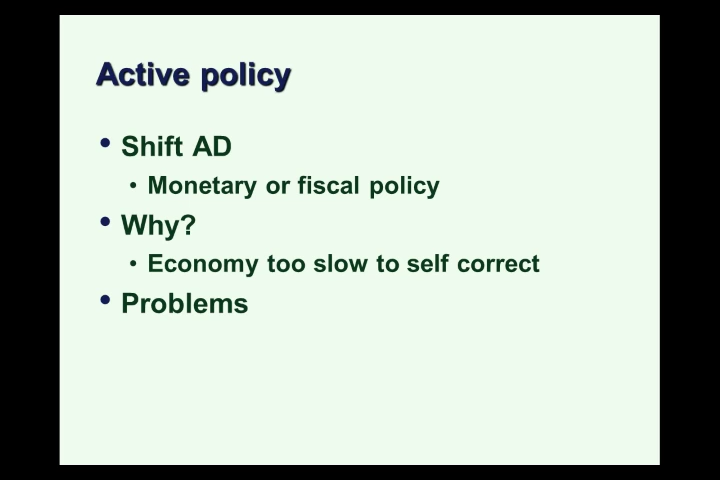 Active policy
• Shift AD
• Monetary or fiscal policy
• Why?
• Economy too slow to self correct
• Problems